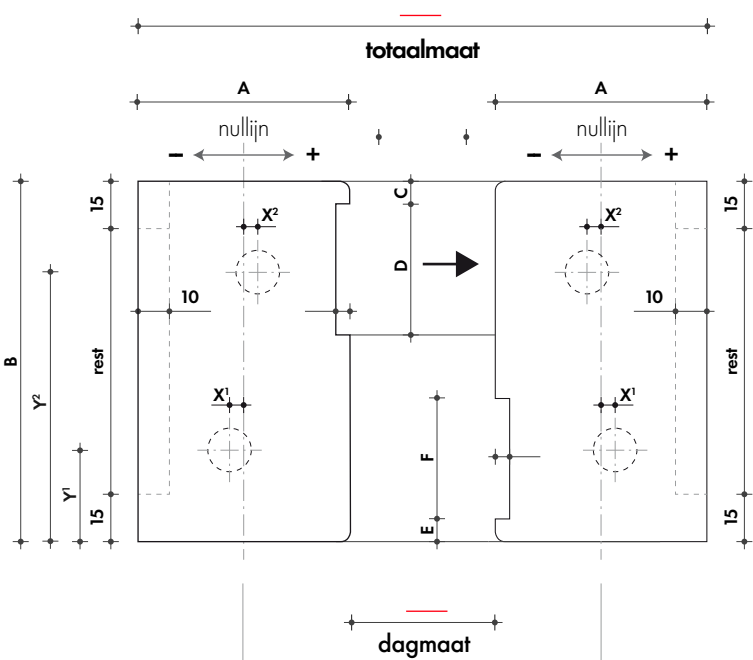 totaalmaat
A A
nullijn nullijn
− + − +
15 C 15
X² X²
D
10 10
B
Y²
rest rest
X¹ X¹
F
Y¹
15 E 15
dagmaat